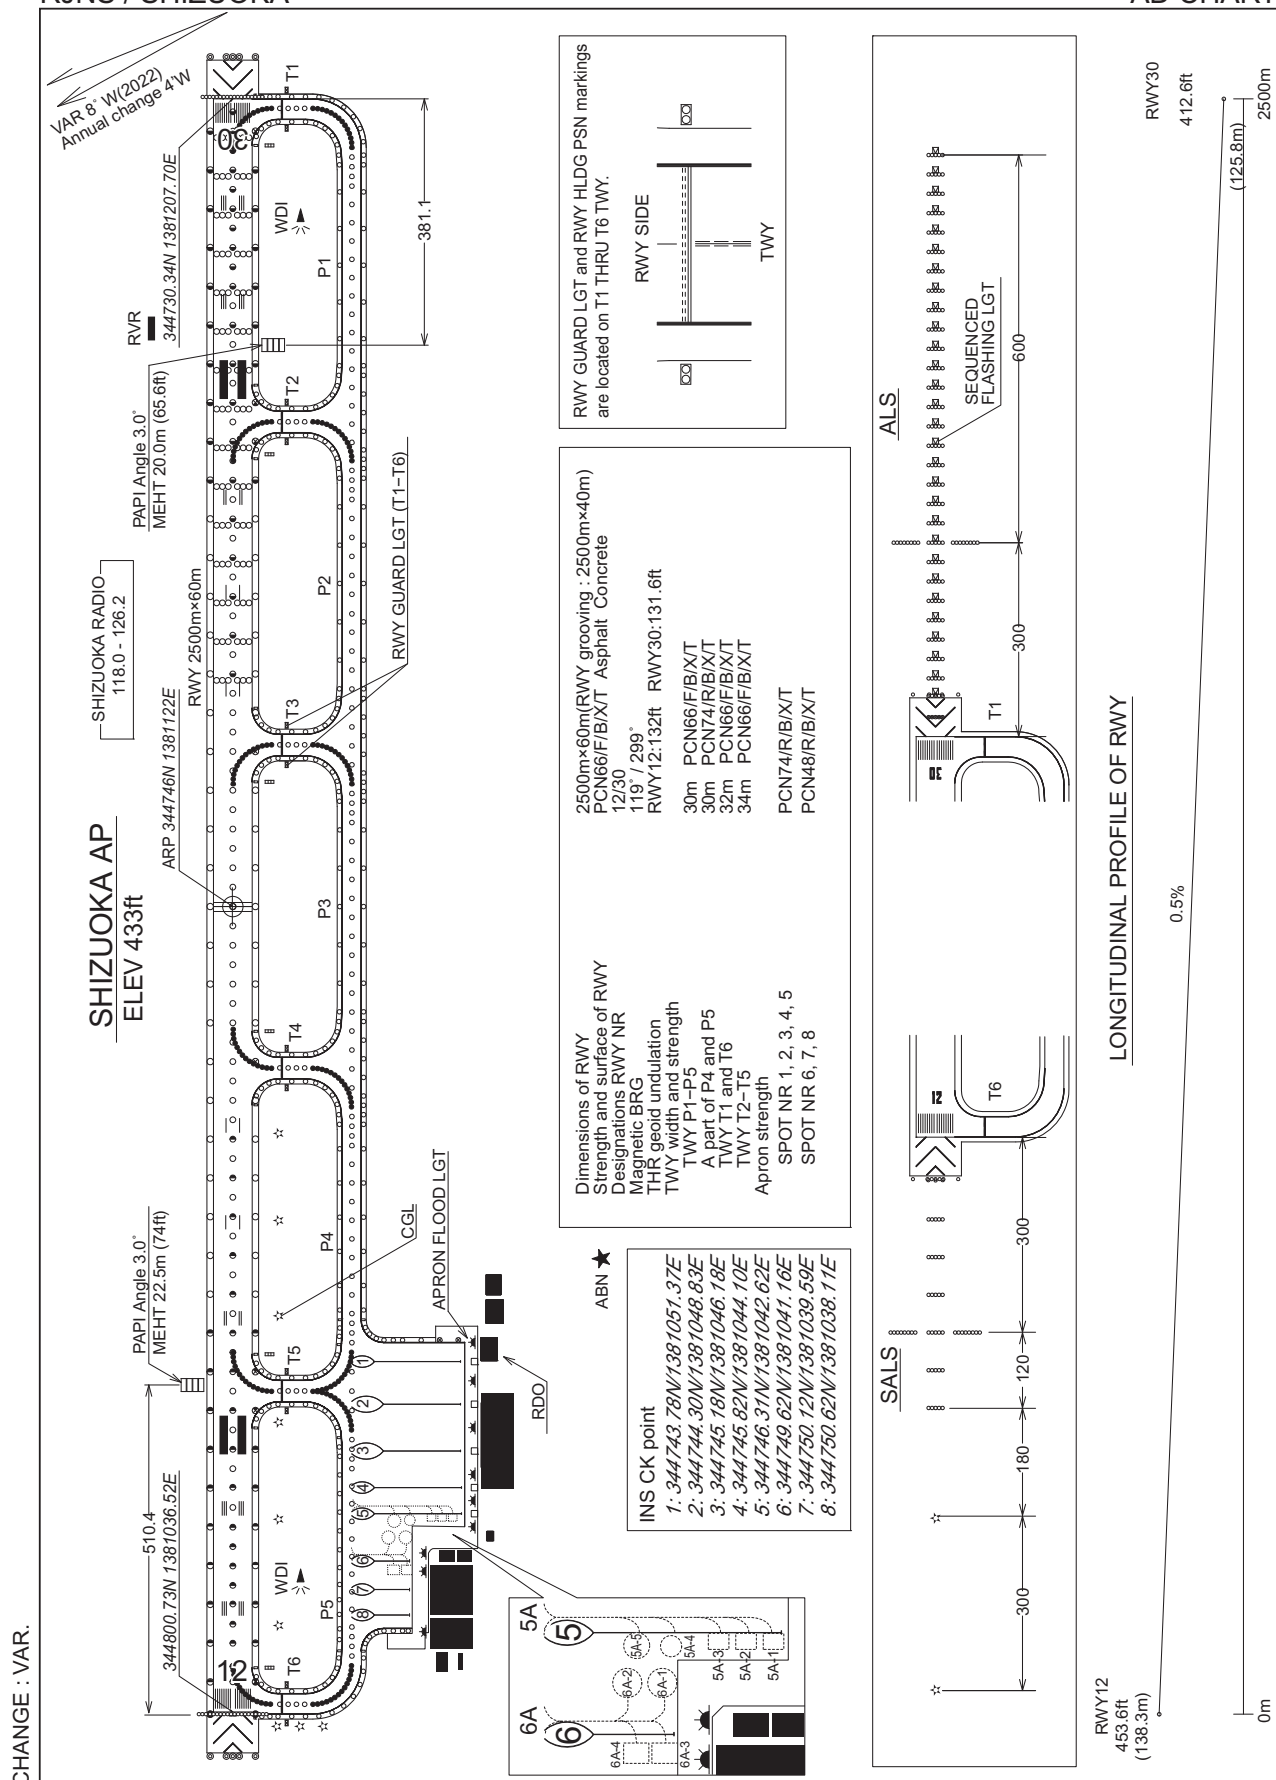 RJNS / SHIZUOKA
AD CHART
CHANGE : VAR.
SHIZUOKA AP
ELEV 433ft
SHIZUOKA RADIO
118.0 - 126.2
VAR 8˚ W(2022)
Annual change 4'W
344800.73N 1381036.52E
510.4
PAPI Angle 3.0˚
MEHT 22.5m (74ft)
ARP 344746N 1381122E
RWY 2500m×60m
PAPI Angle 3.0˚
MEHT 20.0m (65.6ft)
RVR
344730.34N 1381207.70E
12
30
T6
T5
T4
T3
T2
T1
WDI
WDI
P5
P4
P3
P2
P1
381.1
CGL
RWY GUARD LGT (T1−T6)
APRON FLOOD LGT
RDO
8
7
6
5
4
3
2
1
6A
5A
6
5
6A-4
6A-3
6A-2
6A-1
5A-5
5A-4
5A-3
5A-2
5A-1
ABN
INS CK point
1: 344743.78N/1381051.37E
2: 344744.30N/1381048.83E
3: 344745.18N/1381046.18E
4: 344745.82N/1381044.10E
5: 344746.31N/1381042.62E
6: 344749.62N/1381041.16E
7: 344750.12N/1381039.59E
8: 344750.62N/1381038.11E
Dimensions of RWY 2500m×60m(RWY grooving : 2500m×40m)
Strength and surface of RWY PCN66/F/B/X/T Asphalt Concrete
Designations RWY NR 12/30
Magnetic BRG 119˚ / 299˚
THR geoid undulation RWY12:132ft RWY30:131.6ft
TWY width and strength
TWY P1−P5 30m PCN66/F/B/X/T
A part of P4 and P5 30m PCN74/R/B/X/T
TWY T1 and T6 32m PCN66/F/B/X/T
TWY T2−T5 34m PCN66/F/B/X/T
Apron strength
SPOT NR 1, 2, 3, 4, 5 PCN74/R/B/X/T
SPOT NR 6, 7, 8 PCN48/R/B/X/T
RWY GUARD LGT and RWY HLDG PSN markings
are located on T1 THRU T6 TWY.
RWY SIDE
TWY
SALS
ALS
12
30
T6
T1
SEQUENCED
FLASHING LGT
300
180
120
300
300
600
LONGITUDINAL PROFILE OF RWY
RWY12
453.6ft
(138.3m)
0.5%
RWY30
412.6ft
(125.8m)
0m
2500m